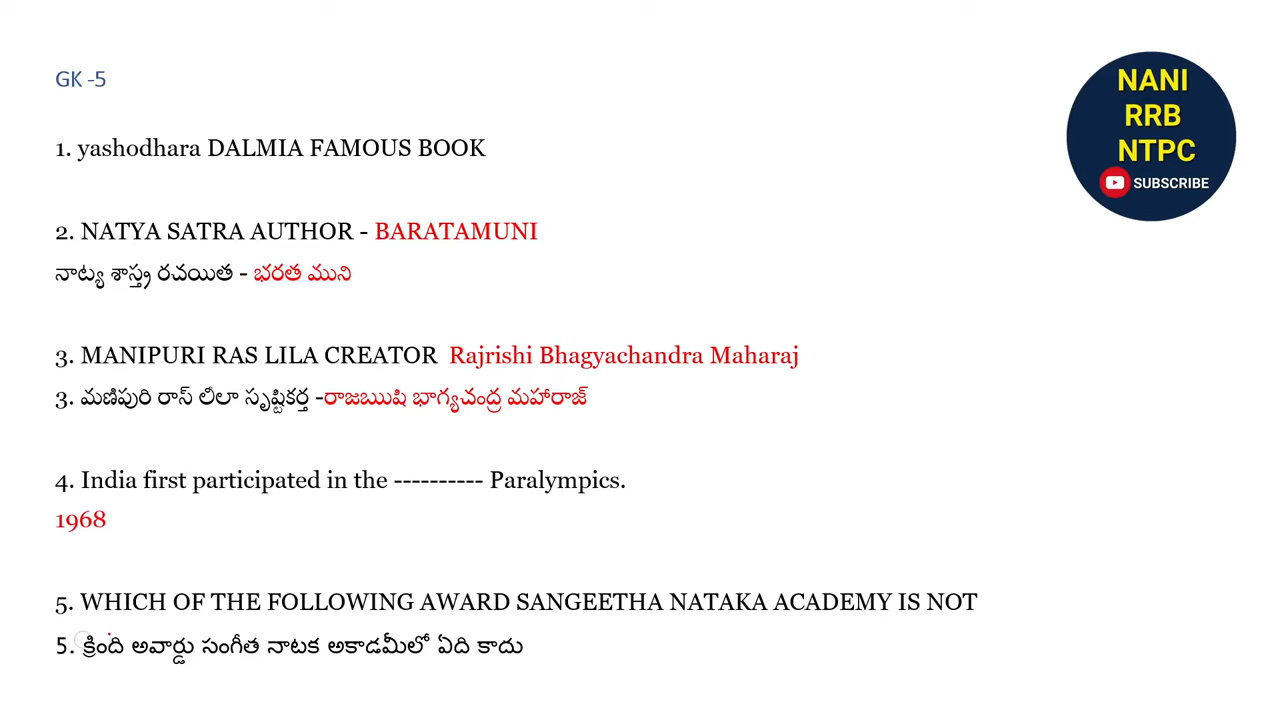 GK -5
NANI
RRB
NTPC
SUBSCRIBE
1. yashodhara DALMIA FAMOUS BOOK
2. NATYA SATRA AUTHOR - BARATAMUNI
నాట్య శాస్త్ర రచయిత - భరత ముని
3. MANIPURI RAS LILA CREATOR Rajrishi Bhagyachandra Maharaj
3. మణిపురి రాస్ లీలా సృష్టికర్త -రాజఋషి భాగ్యచంద్ర మహారాజ్
4. India first participated in the ---------- Paralympics.
1968
5. WHICH OF THE FOLLOWING AWARD SANGEETHA NATAKA ACADEMY IS NOT
5. క్రింది అవార్డు సంగీత నాటక అకాడమీలో ఏది కాదు